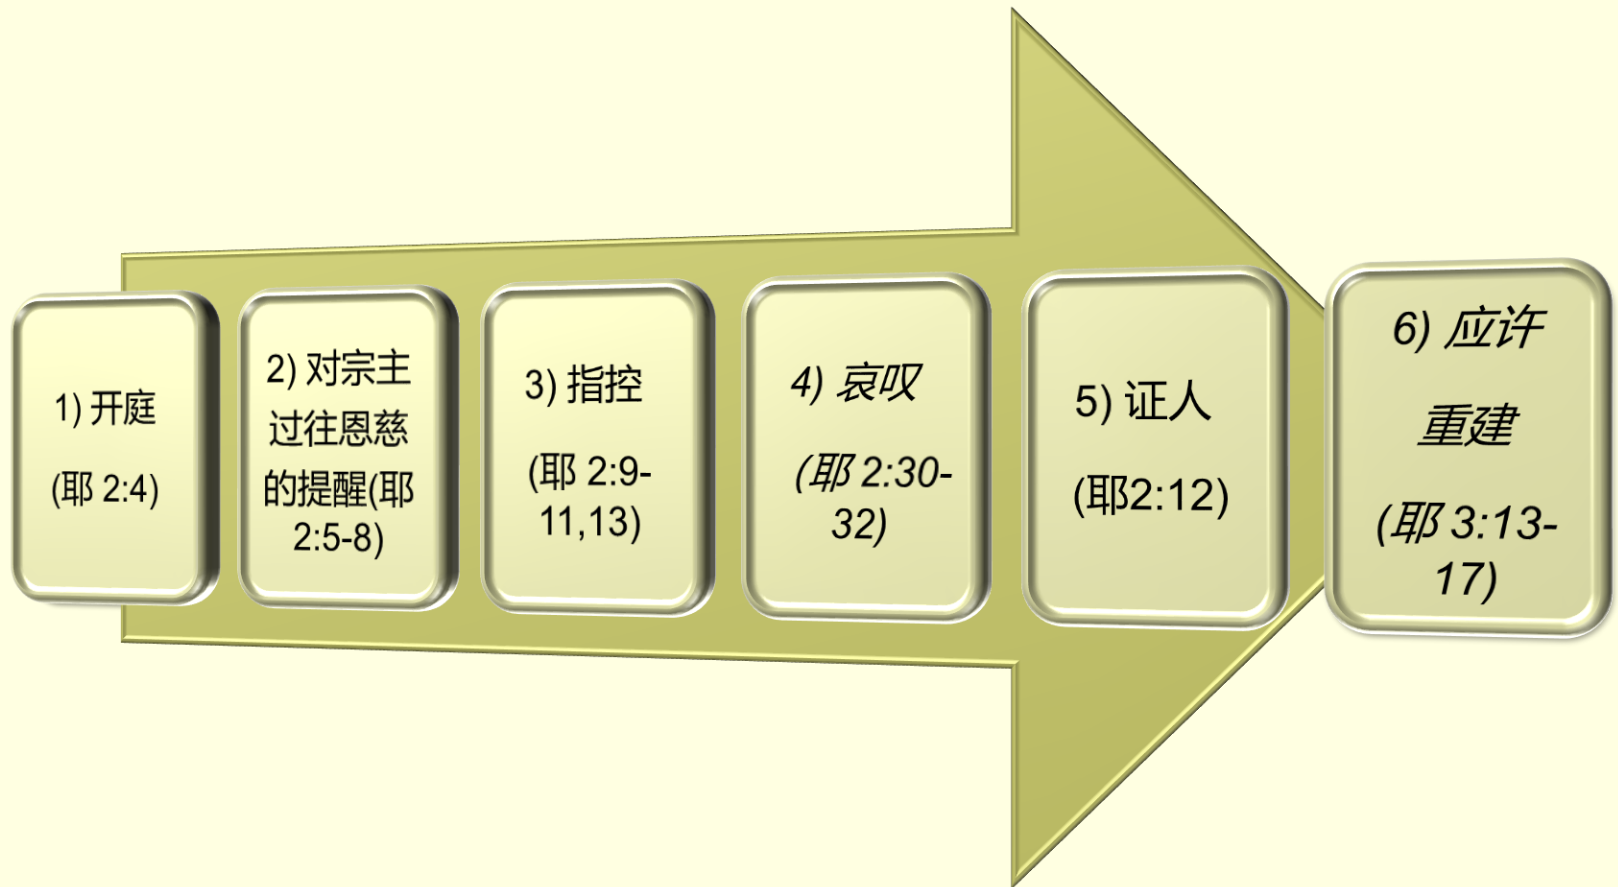 1) 开庭
(耶 2:4)
2) 对宗主
过往恩慈
的提醒(耶
2:5-8)
3) 指控
(耶 2:9-
11,13)
4) 哀叹
(耶 2:30-
32)
5) 证人
(耶2:12)
6) 应许
重建
(耶 3:13-
17)